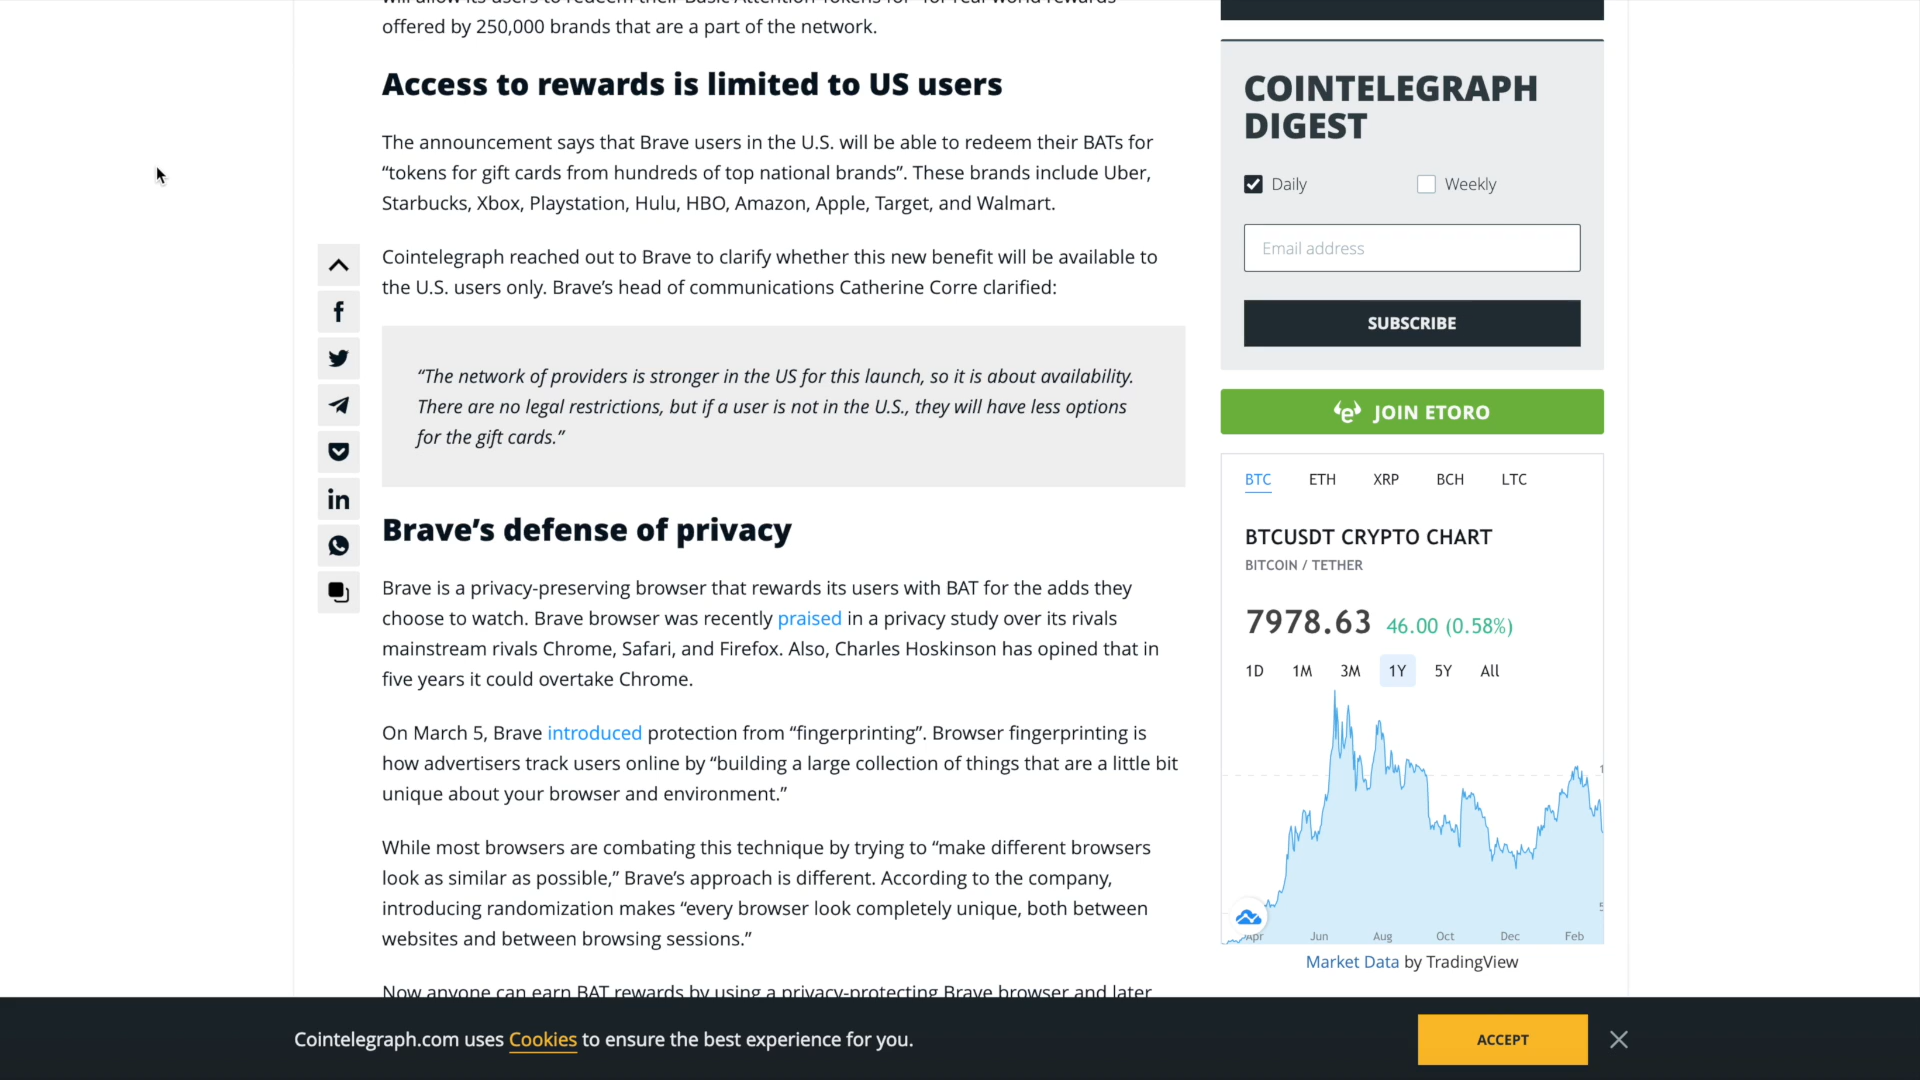 will allow its users to redeem their Basic Attention Tokens for “for real world rewards”
offered by 250,000 brands that are a part of the network.
Access to rewards is limited to US users
The announcement says that Brave users in the U.S. will be able to redeem their BATs for
“tokens for gift cards from hundreds of top national brands”. These brands include Uber,
Starbucks, Xbox, Playstation, Hulu, HBO, Amazon, Apple, Target, and Walmart.
Cointelegraph reached out to Brave to clarify whether this new benefit will be available to
the U.S. users only. Brave’s head of communications Catherine Corre clarified:
“The network of providers is stronger in the US for this launch, so it is about availability.
There are no legal restrictions, but if a user is not in the U.S., they will have less options
for the gift cards.”
Brave’s defense of privacy
Brave is a privacy-preserving browser that rewards its users with BAT for the adds they
choose to watch. Brave browser was recently praised in a privacy study over its rivals
mainstream rivals Chrome, Safari, and Firefox. Also, Charles Hoskinson has opined that in
five years it could overtake Chrome.
On March 5, Brave introduced protection from “fingerprinting”. Browser fingerprinting is
how advertisers track users online by “building a large collection of things that are a little bit
unique about your browser and environment.”
While most browsers are combating this technique by trying to “make different browsers
look as similar as possible,” Brave’s approach is different. According to the company,
introducing randomization makes “every browser look completely unique, both between
websites and between browsing sessions.”
Now anyone can earn BAT rewards by using a privacy-protecting Brave browser and later
COINTELEGRAPH
DIGEST
Daily Weekly
Email address
SUBSCRIBE
JOIN ETORO
BTC ETH XRP BCH LTC
BTCUSDT CRYPTO CHART
BITCOIN / TETHER
7978.63 46.00 (0.58%)
1D 1M 3M 1Y 5Y All
Apr Jun Aug Oct Dec Feb
Market Data by TradingView
Cointelegraph.com uses Cookies to ensure the best experience for you.
ACCEPT